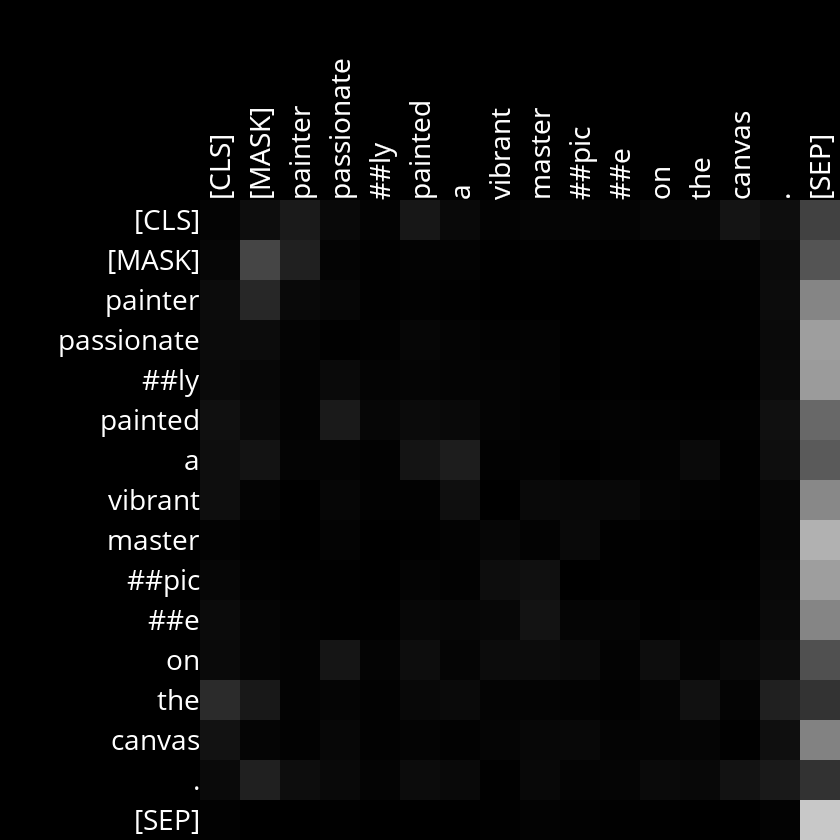 [CLS] [MASK] painter passionate ##ly painted a vibrant master ##pic ##e on the canvas . [SEP]
[CLS]
[MASK]
painter
passionate
##ly
painted
a
vibrant
master
##pic
##e
on
the
canvas
.
[SEP]